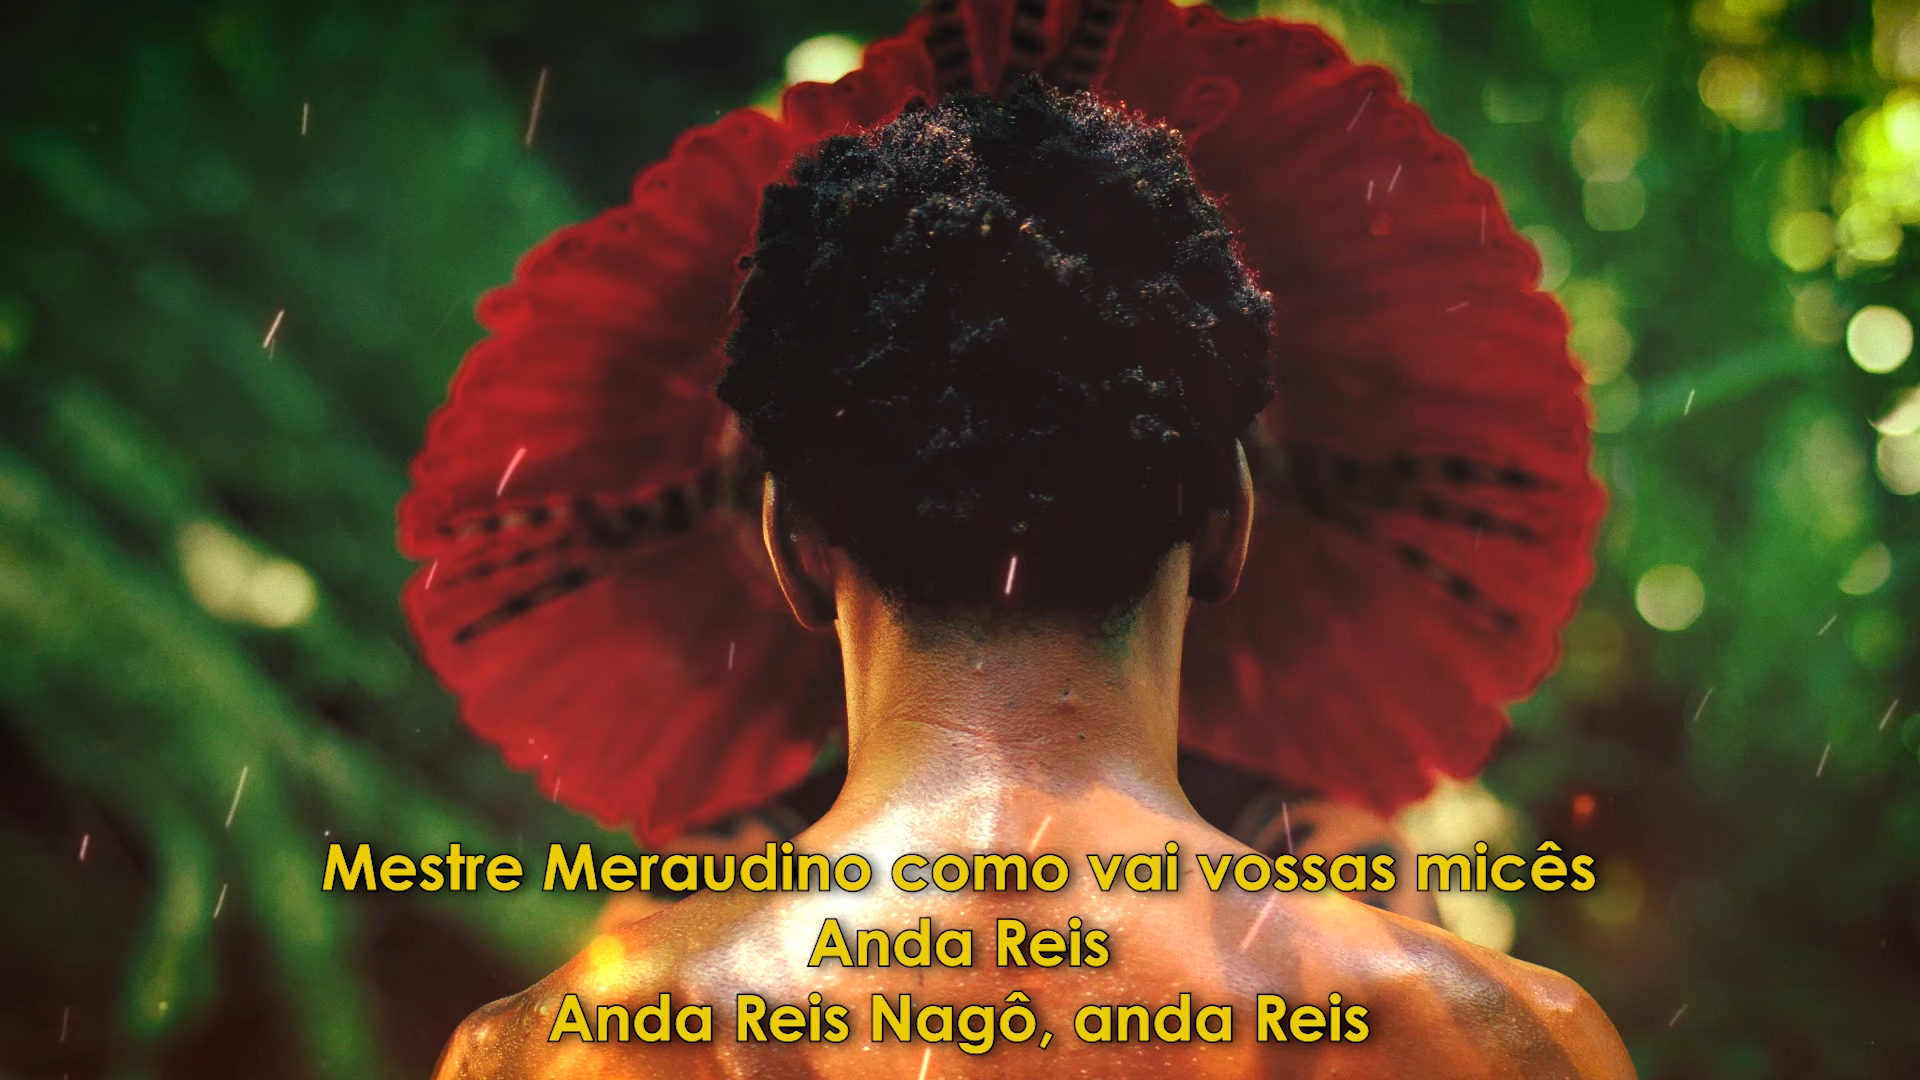 Mestre Meraudino como vai vossas micês
Anda Reis
Anda Reis Nagô, anda Reis